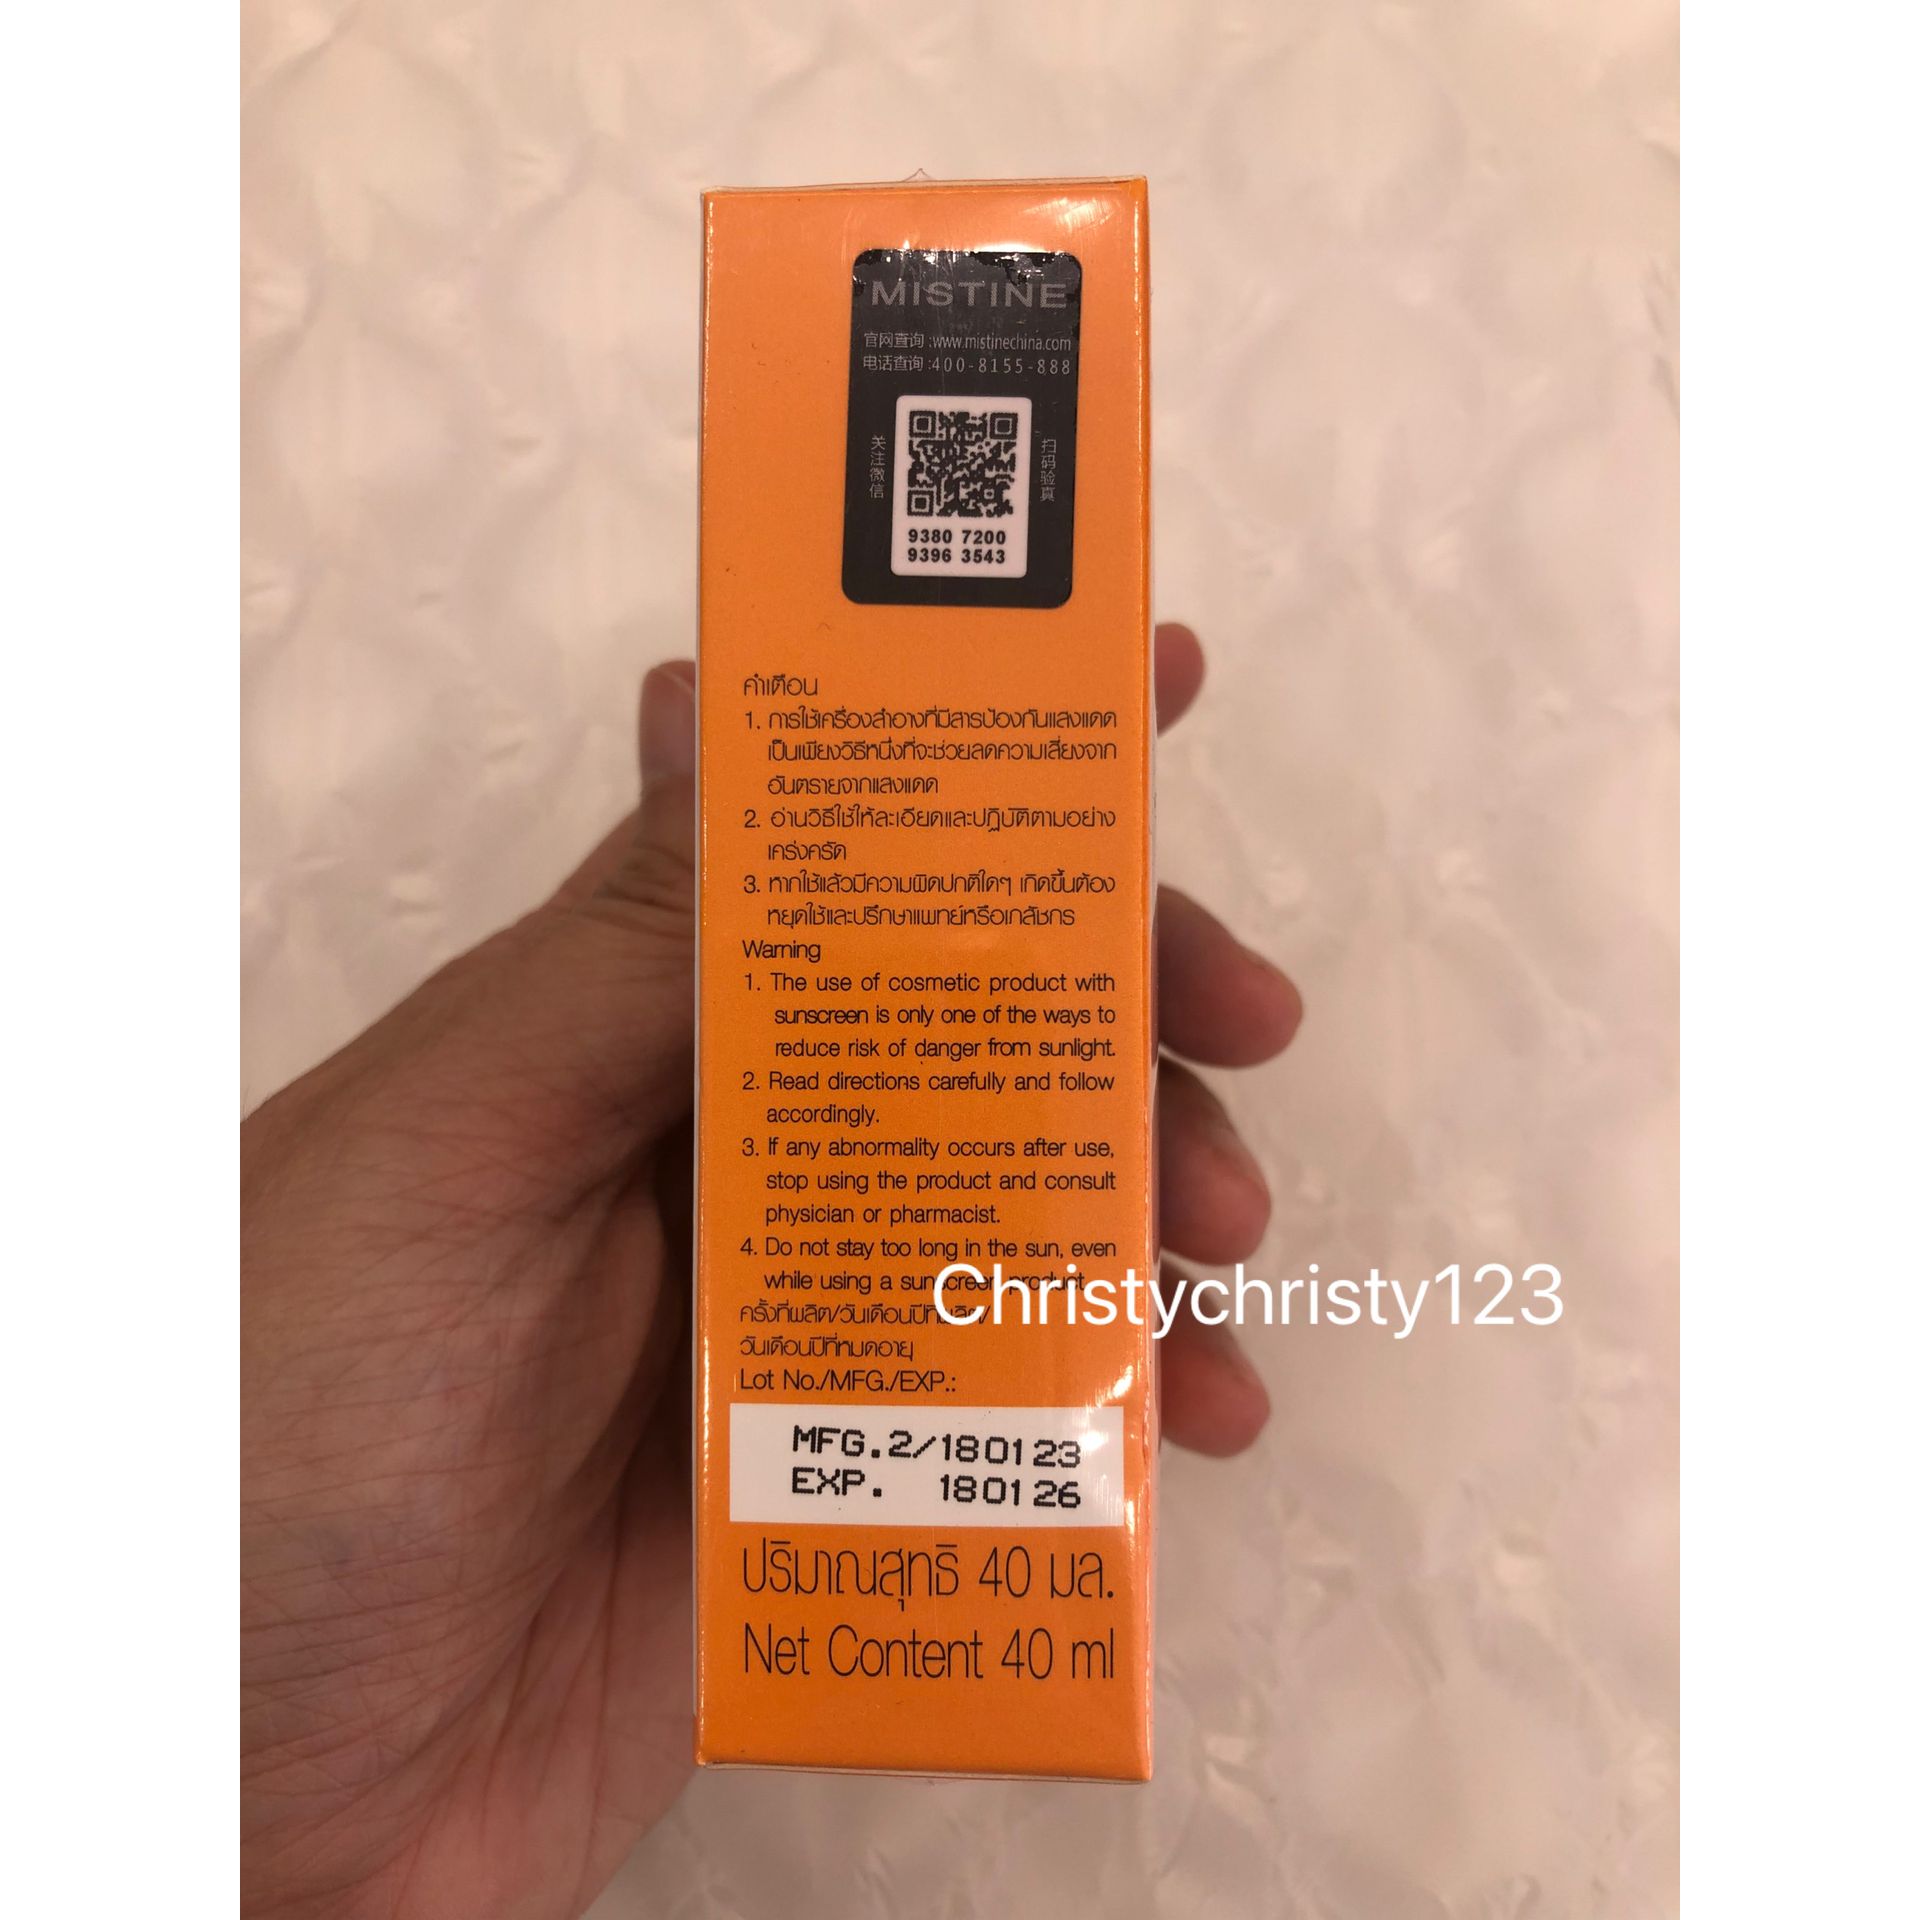 MISTINE
官网查询:www.mistinechina.com
电话查询:400-8155-888
关注微信
扫码验真
9380 7200
9396 3543
คำเตือน
1. การใช้เครื่องสำอางที่มีสารป้องกันแสงแดด
เป็นเพียงวิธีหนึ่งที่จะช่วยลดความเสี่ยงจาก
อันตรายจากแสงแดด
2. อ่านวิธีใช้ให้ละเอียดและปฏิบัติตามอย่าง
เคร่งครัด
3. หากใช้แล้วมีความผิดปกติใดๆ เกิดขึ้นต้อง
หยุดใช้และปรึกษาแพทย์หรือเภสัชกร
Warning
1. The use of cosmetic product with
sunscreen is only one of the ways to
reduce risk of danger from sunlight.
2. Read directions carefully and follow
accordingly.
3. If any abnormality occurs after use,
stop using the product and consult
physician or pharmacist.
4. Do not stay too long in the sun, even
while using a sunscreen product.
Christychristy123
ครั้งที่ผลิต/วันเดือนปีที่ผลิต/
วันเดือนปีที่หมดอายุ
Lot No./MFG./EXP.:
MFG.2/180123
EXP. 180126
ปริมาณสุทธิ 40 มล.
Net Content 40 ml